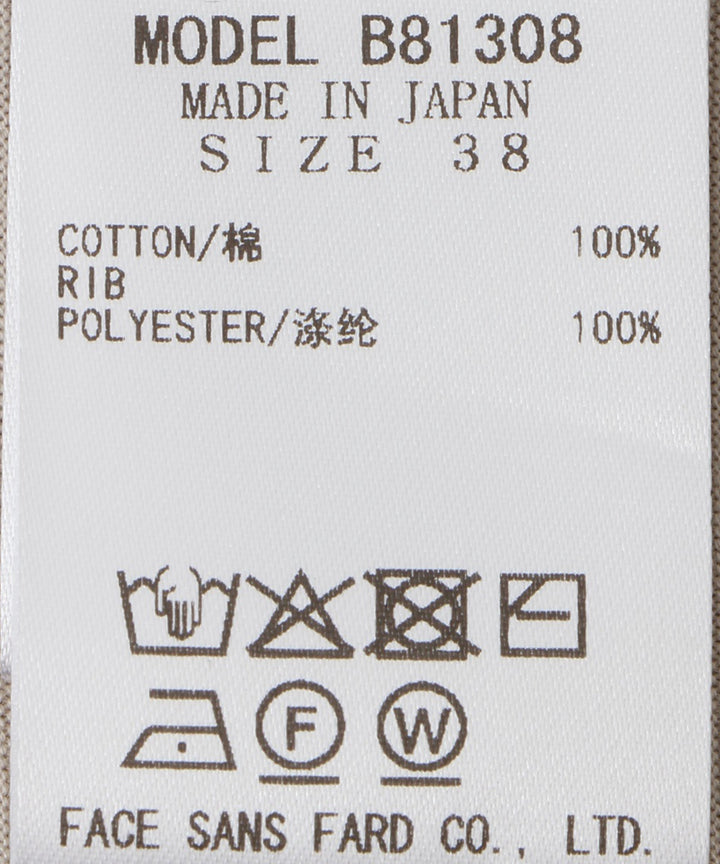 MODEL B81308
MADE IN JAPAN
SIZE 38
COTTON/棉 100%
RIB
POLYESTER/涤纶 100%
F W
FACE SANS FARD CO., LTD.